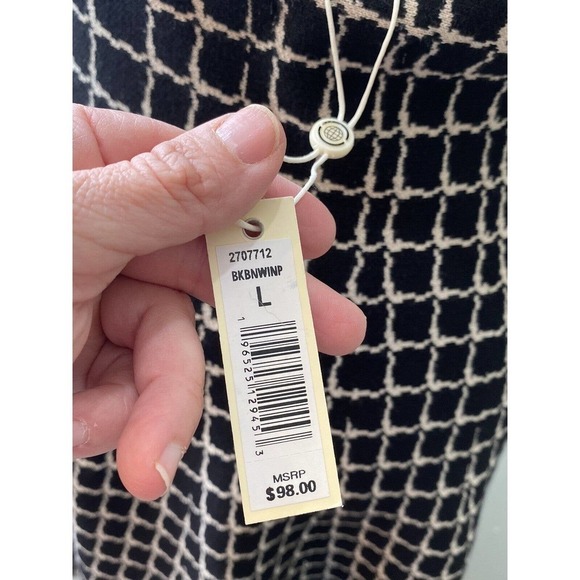 2707712
BKBNWINP
L
1 96525 12945 3
MSRP
$98.00